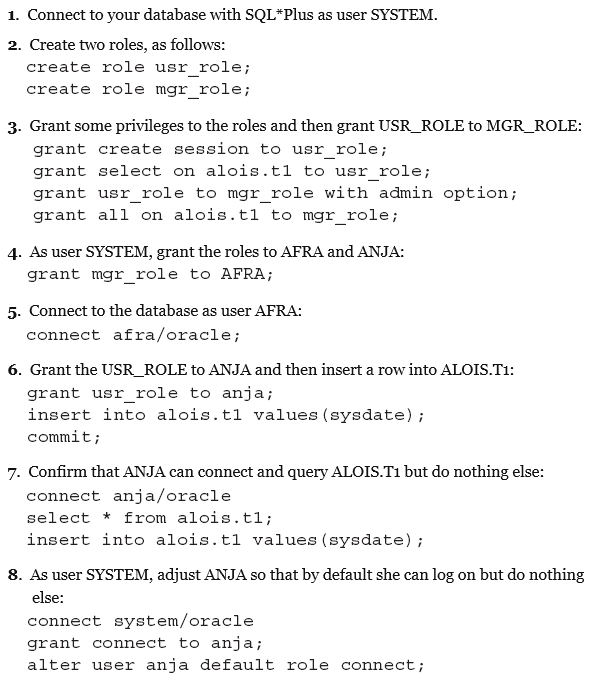 1. Connect to your database with SQL*Plus as user SYSTEM.
2. Create two roles, as follows:
create role usr_role;
create role mgr_role;
3. Grant some privileges to the roles and then grant USR_ROLE to MGR_ROLE:
grant create session to usr_role;
grant select on alois.t1 to usr_role;
grant usr_role to mgr_role with admin option;
grant all on alois.t1 to mgr_role;
4. As user SYSTEM, grant the roles to AFRA and ANJA:
grant mgr_role to AFRA;
5. Connect to the database as user AFRA:
connect afra/oracle;
6. Grant the USR_ROLE to ANJA and then insert a row into ALOIS.T1:
grant usr_role to anja;
insert into alois.t1 values(sysdate);
commit;
7. Confirm that ANJA can connect and query ALOIS.T1 but do nothing else:
connect anja/oracle
select * from alois.t1;
insert into alois.t1 values(sysdate);
8. As user SYSTEM, adjust ANJA so that by default she can log on but do nothing
else:
connect system/oracle
grant connect to anja;
alter user anja default role connect;